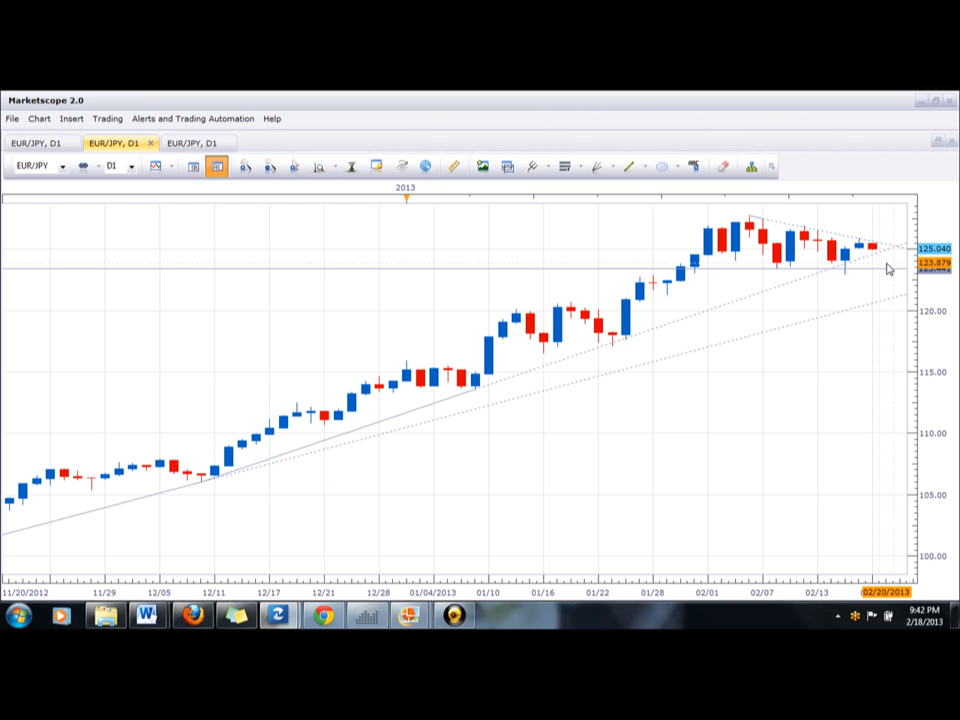 Marketscope 2.0
File Chart Insert Trading Alerts and Trading Automation Help
EUR/JPY, D1 EUR/JPY, D1 EUR/JPY, D1
EUR/JPY D1
2013
125.040
123.879
120.00
115.00
110.00
105.00
100.00
11/20/2012 11/29 12/05 12/11 12/17 12/21 12/28 01/04/2013 01/10 01/16 01/22 01/28 02/01 02/07 02/13 02/20/2013
9:42 PM
2/18/2013